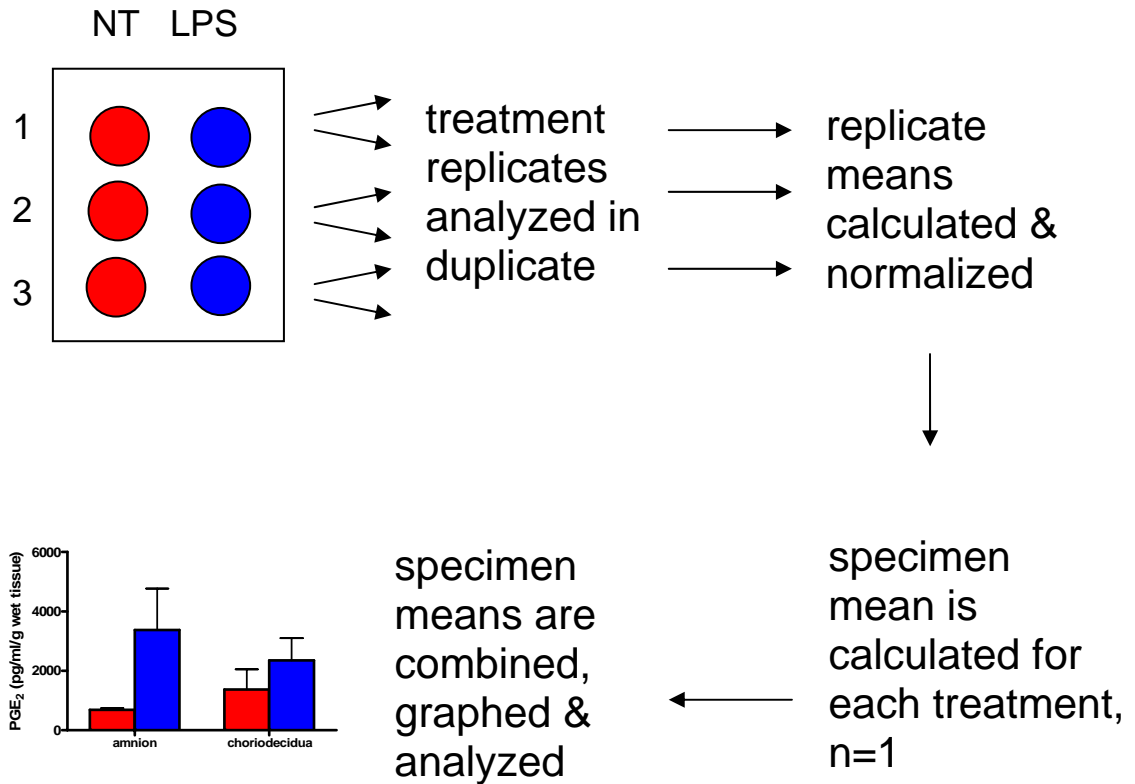 NT LPS
1
2
3
treatment
replicates
analyzed in
duplicate
replicate
means
calculated &
normalized
specimen
mean is
calculated for
each treatment,
n=1
specimen
means are
combined,
graphed &
analyzed
PGE₂ (pg/ml/g wet tissue)
6000
4000
2000
0
amnion choriodecidua